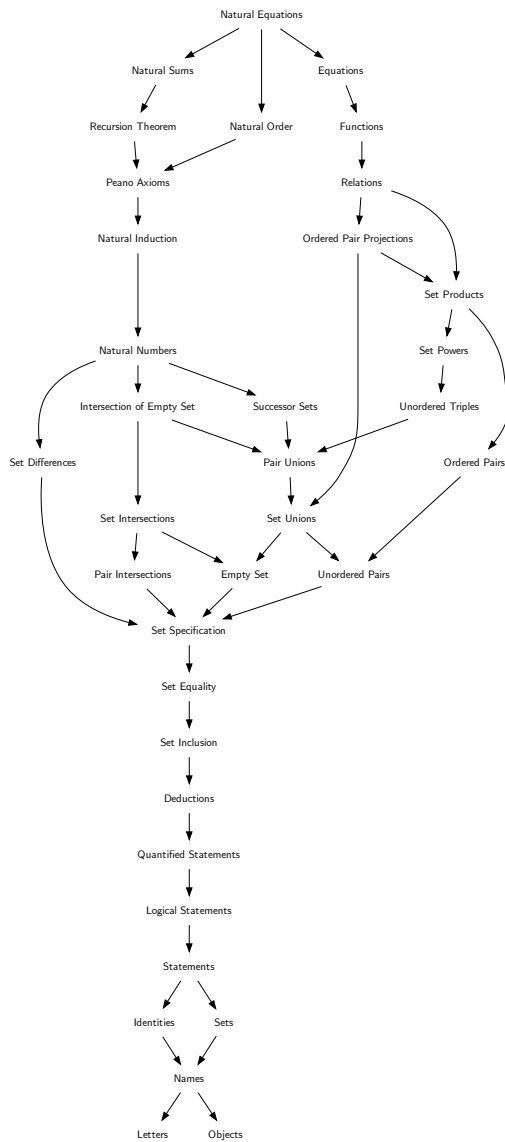 Natural Equations
Natural Sums
Equations
Recursion Theorem
Natural Order
Functions
Peano Axioms
Relations
Natural Induction
Ordered Pair Projections
Set Products
Natural Numbers
Set Powers
Intersection of Empty Set
Successor Sets
Unordered Triples
Set Differences
Pair Unions
Ordered Pairs
Set Intersections
Set Unions
Pair Intersections
Empty Set
Unordered Pairs
Set Specification
Set Equality
Set Inclusion
Deductions
Quantified Statements
Logical Statements
Statements
Identities
Sets
Names
Letters
Objects